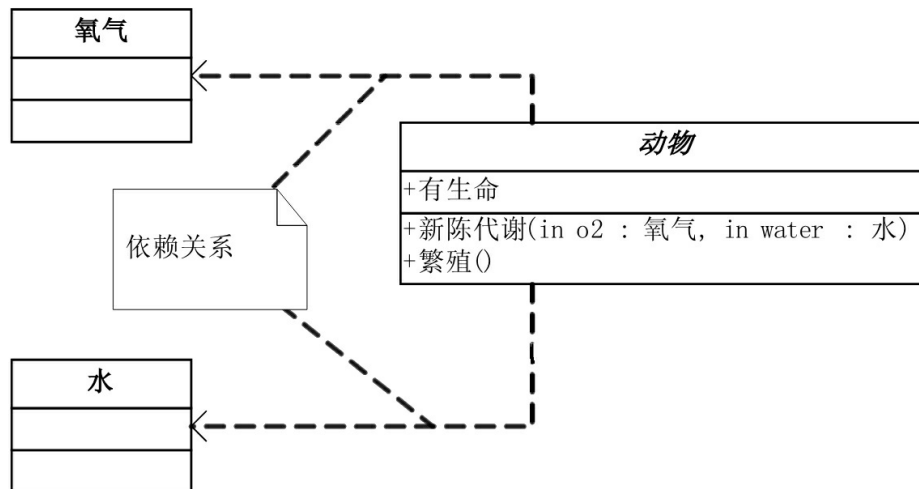 氧气
动物
+有生命
+新陈代谢(in o2 : 氧气, in water : 水)
+繁殖()
依赖关系
水